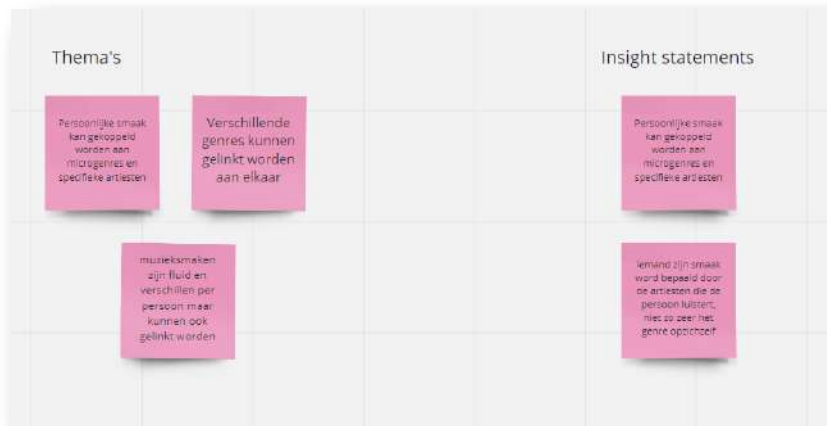 Thema's
Persoonlijke smaak
kan gekoppeld
worden aan
microgenres en
specifieke artiesten
Verschillende
genres kunnen
gelinkt worden
aan elkaar
muzieksmaken
zijn fluid en
verschillen per
persoon maar
kunnen ook
gelinkt worden
Insight statements
Persoonlijke smaak
kan gekoppeld
worden aan
microgenres en
specifieke artiesten
Iemand zijn smaak
word bepaald door
de artiesten die de
persoon luistert,
niet zo zeer het
genre opzichzelf